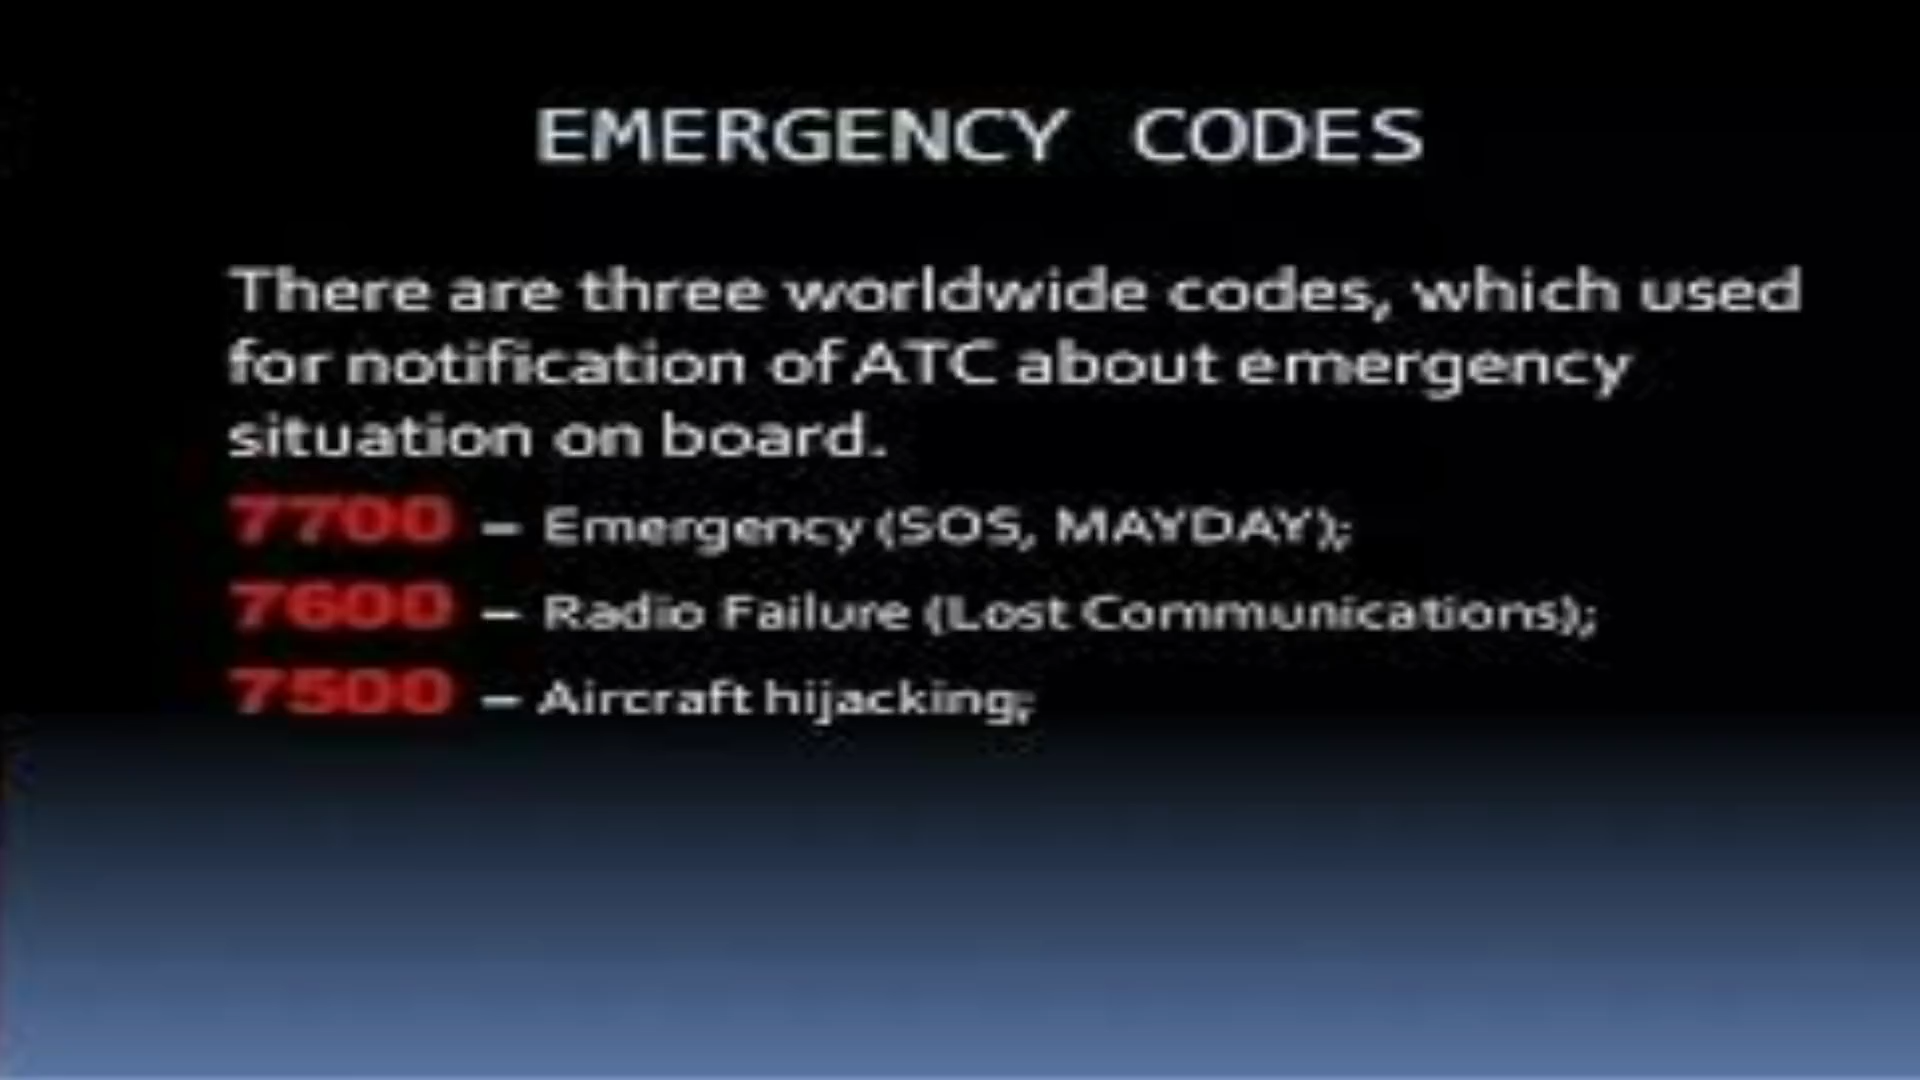 EMERGENCY CODES
There are three worldwide codes, which used
for notification of ATC about emergency
situation on board.
7700 – Emergency (SOS, MAYDAY);
7600 – Radio Failure (Lost Communications);
7500 – Aircraft hijacking;